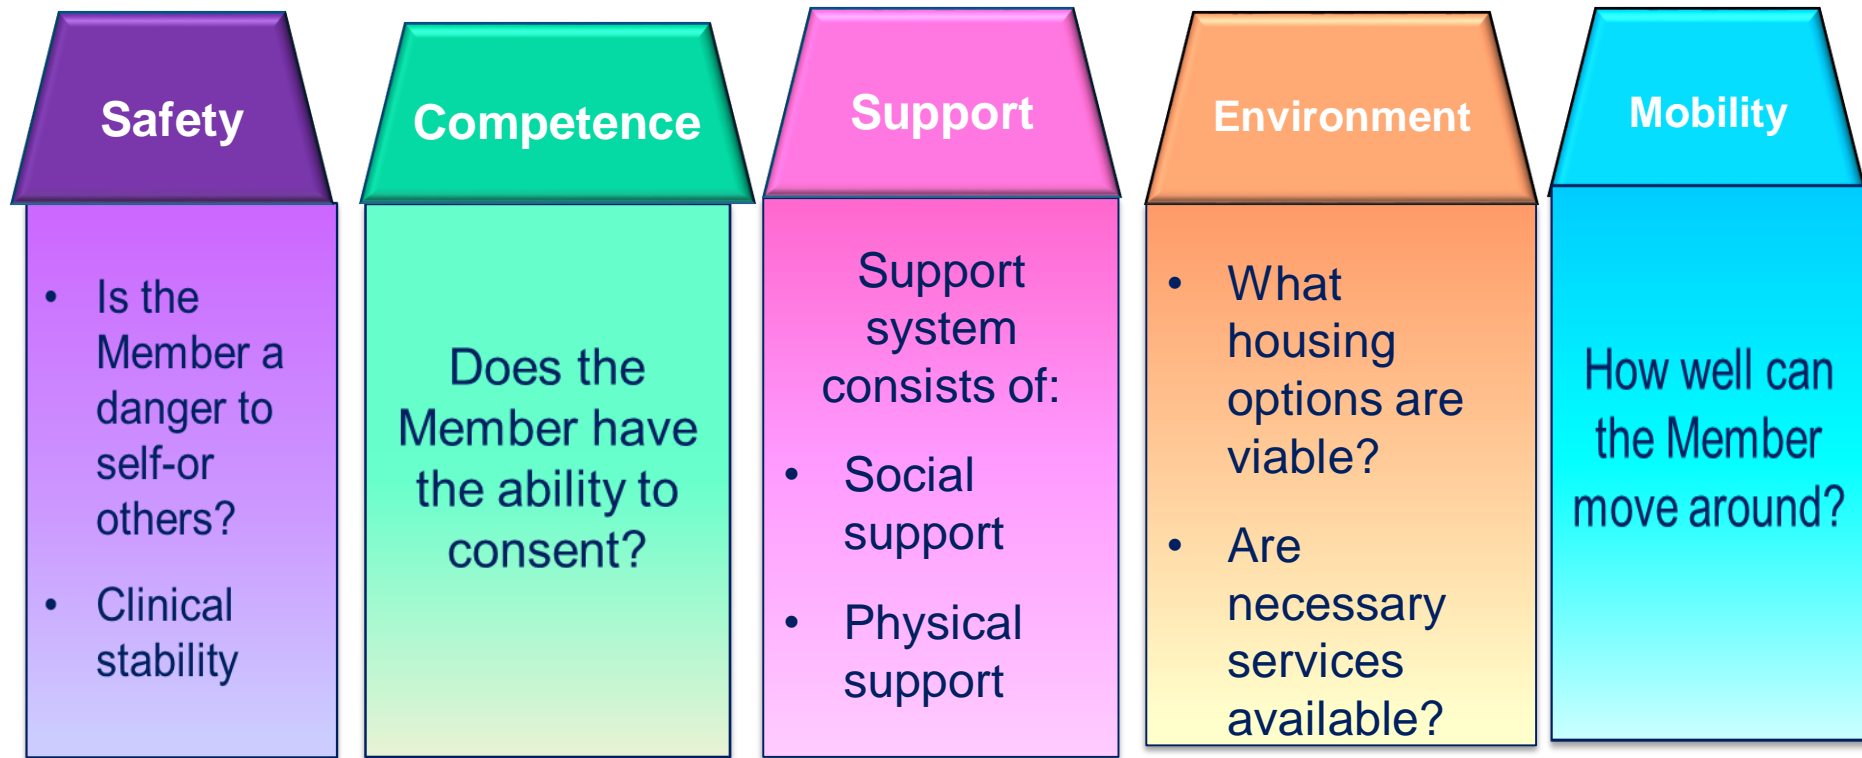 Safety
• Is the
Member a
danger to
self-or
others?
• Clinical
stability
Competence
Does the
Member have
the ability to
consent?
Support
Support
system
consists of:
• Social
support
• Physical
support
Environment
• What
housing
options are
viable?
• Are
necessary
services
available?
Mobility
How well can
the Member
move around?